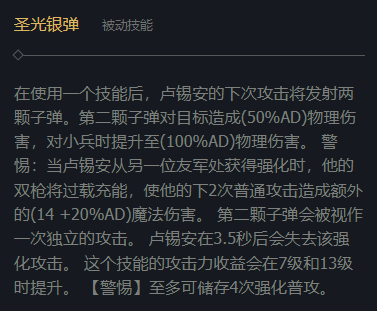 圣光银弹 被动技能
在使用一个技能后，卢锡安的下次攻击将发射两
颗子弹。第二颗子弹对目标造成(50%AD)物理伤
害，对小兵时提升至(100%AD)物理伤害。 警
惕：当卢锡安从另一位友军处获得强化时，他的
双枪将过载充能，使他的下2次普通攻击造成额外
的(14 +20%AD)魔法伤害。 第二颗子弹会被视作
一次独立的攻击。 卢锡安在3.5秒后会失去该强
化攻击。 这个技能的攻击力收益会在7级和13级
时提升。 【警惕】至多可储存4次强化普攻。